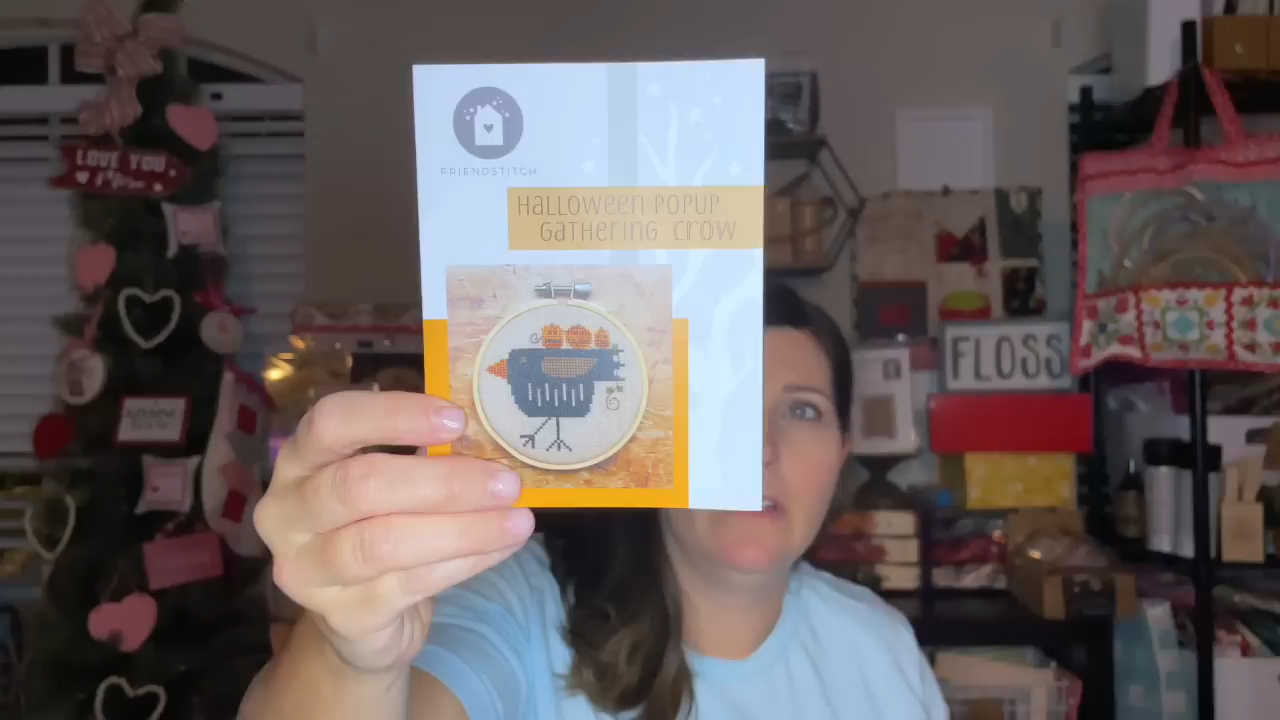 FRIENDSTITCH
HALLOWEEN POPUP
GATHERING CROW
LOVE YOU
FLOSS